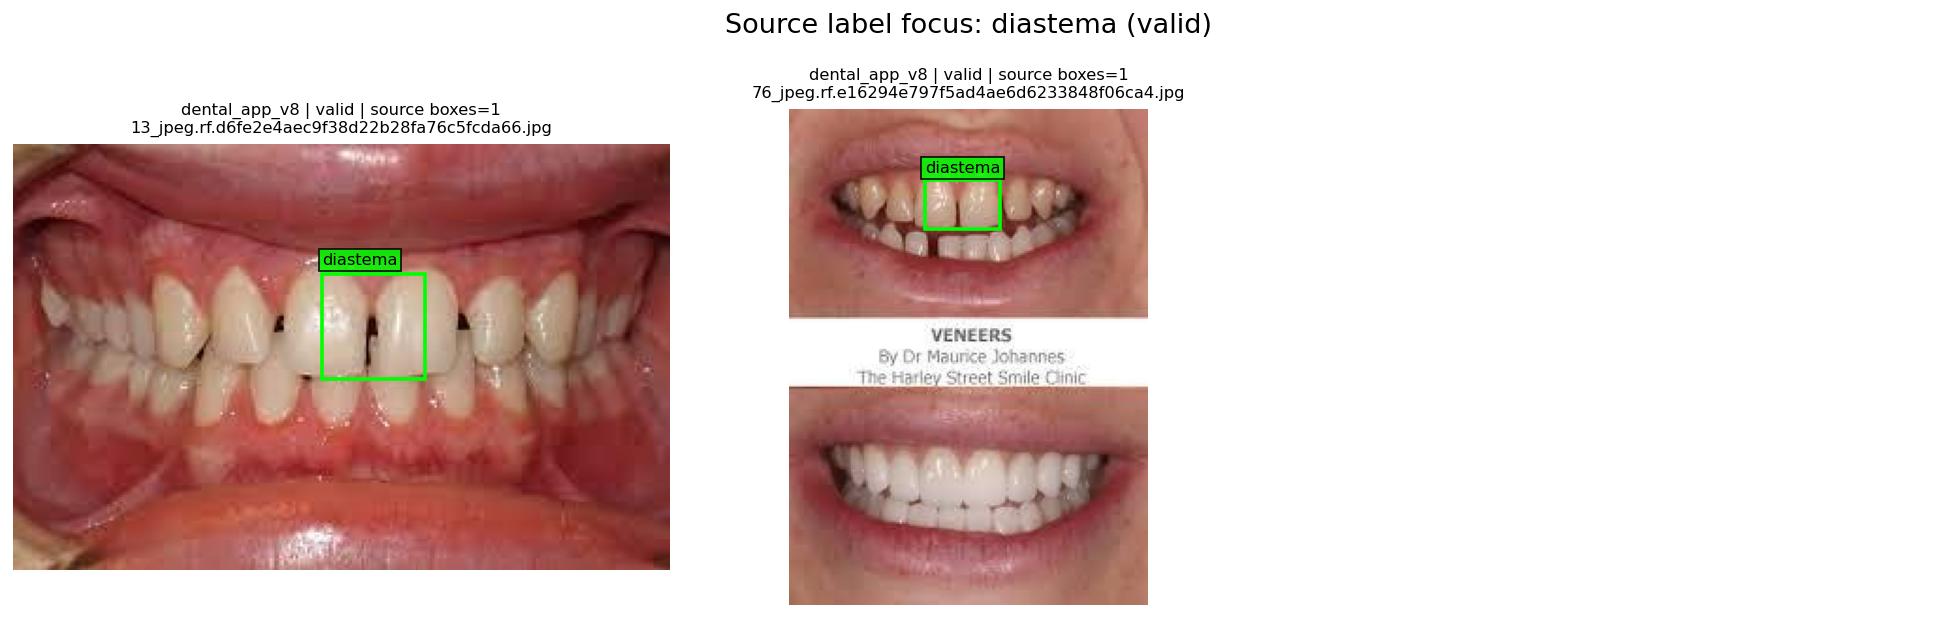 Source label focus: diastema (valid)
dental_app_v8 | valid | source boxes=1
13_jpeg.rf.d6fe2e4aec9f38d22b28fa76c5fcda66.jpg
diastema
dental_app_v8 | valid | source boxes=1
76_jpeg.rf.e16294e797f5ad4ae6d6233848f06ca4.jpg
diastema
VENEERS
By Dr Maurice Johannes
The Harley Street Smile Clinic